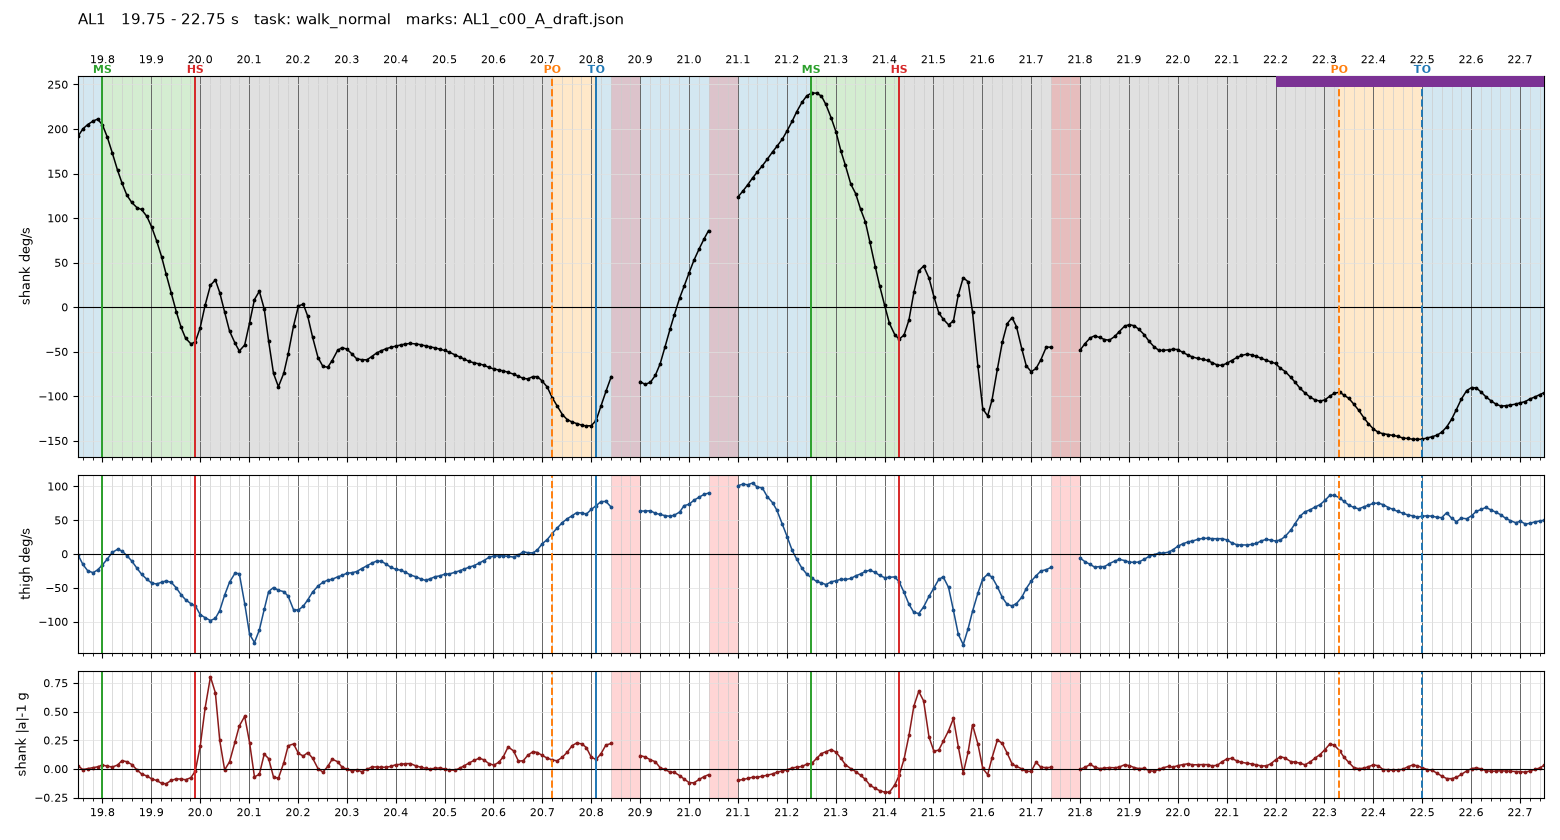 AL1 19.75 - 22.75 s task: walk_normal marks: AL1_c00_A_draft.json
19.8 19.9 20.0 20.1 20.2 20.3 20.4 20.5 20.6 20.7 20.8 20.9 21.0 21.1 21.2 21.3 21.4 21.5 21.6 21.7 21.8 21.9 22.0 22.1 22.2 22.3 22.4 22.5 22.6 22.7
MS HS PO TO MS HS PO TO
shank deg/s
250
200
150
100
50
0
−50
−100
−150
thigh deg/s
100
50
0
−50
−100
shank |a|-1 g
0.75
0.50
0.25
0.00
−0.25
19.8 19.9 20.0 20.1 20.2 20.3 20.4 20.5 20.6 20.7 20.8 20.9 21.0 21.1 21.2 21.3 21.4 21.5 21.6 21.7 21.8 21.9 22.0 22.1 22.2 22.3 22.4 22.5 22.6 22.7